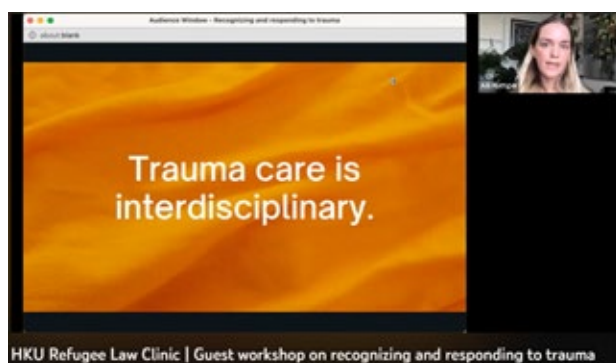 Audience Window - Recognizing and responding to trauma
about:blank
Trauma care is
interdisciplinary.
HKU Refugee Law Clinic | Guest workshop on recognizing and responding to trauma